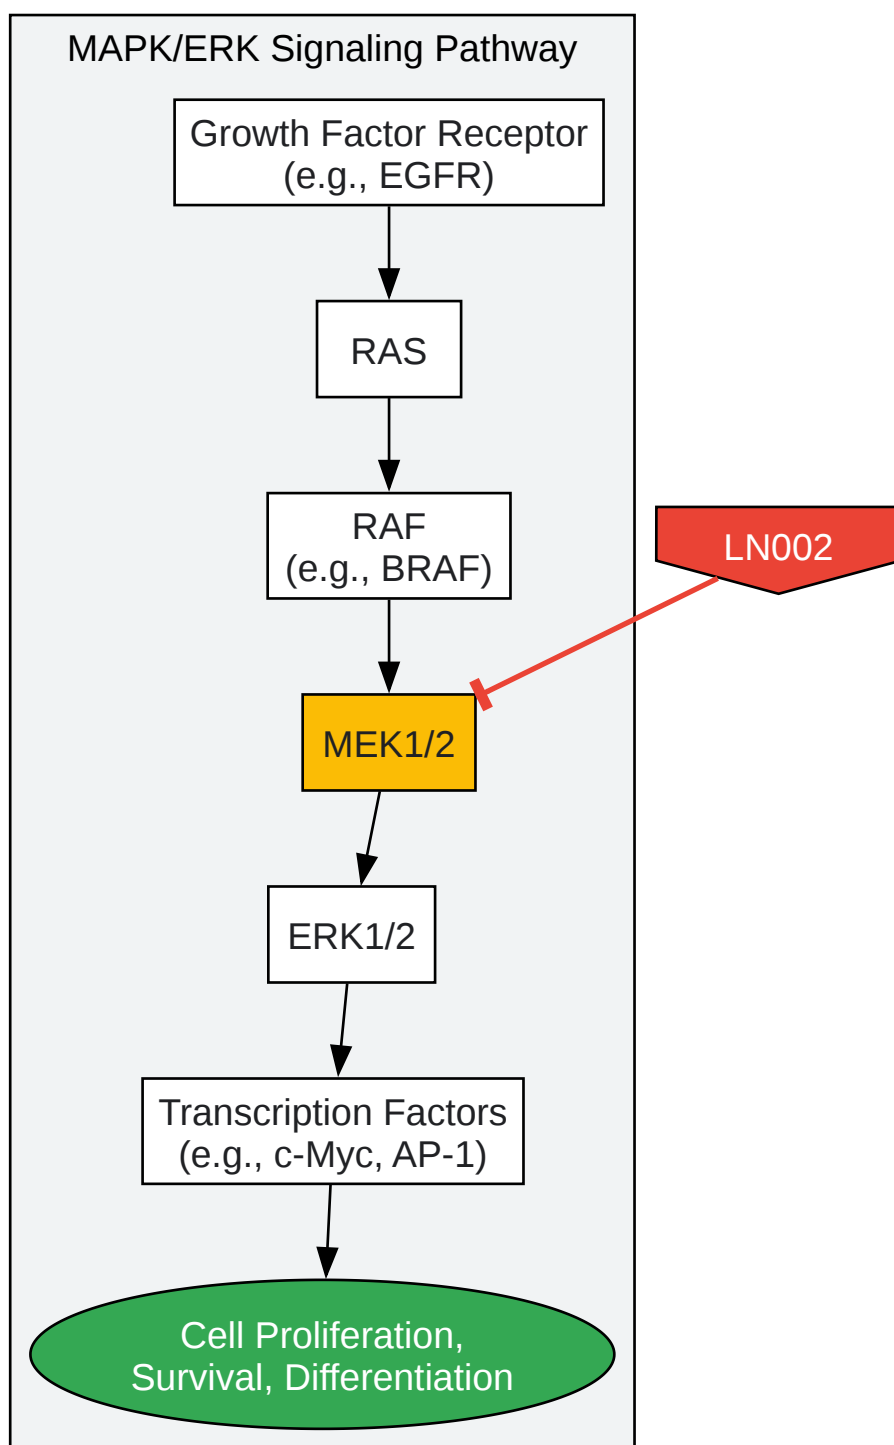 MAPK/ERK Signaling Pathway
Growth Factor Receptor
(e.g., EGFR)
RAS
RAF
(e.g., BRAF)
LN002
MEK1/2
ERK1/2
Transcription Factors
(e.g., c-Myc, AP-1)
Cell Proliferation,
Survival, Differentiation